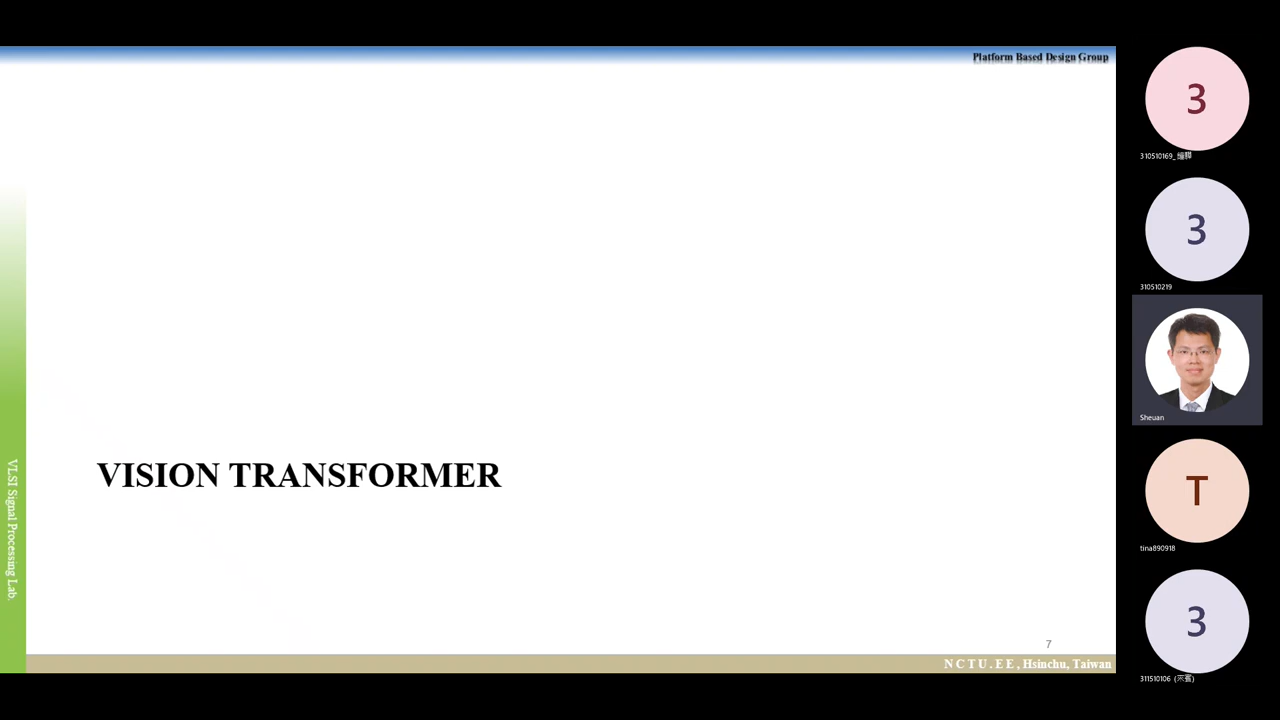 Platform Based Design Group
VISION TRANSFORMER
VLSI Signal Processing Lab.
7
N C T U . E E , Hsinchu, Taiwan
3
310510169_
3
310510219
Sheuan
T
tina890918
3
311510106